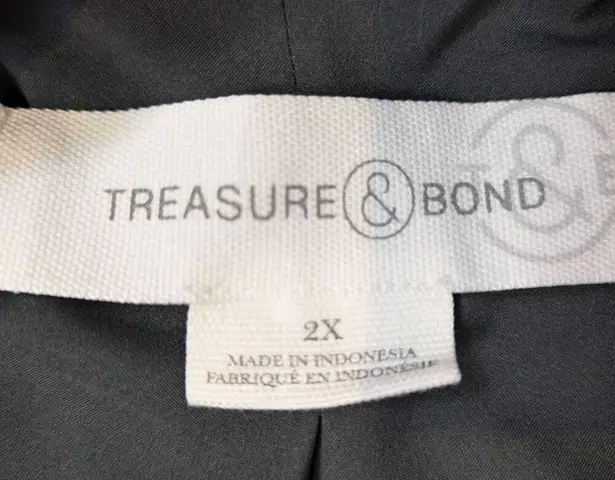 TREASURE & BOND
T & B
2X
MADE IN INDONESIA
FABRIQUÉ EN INDONÉSIE